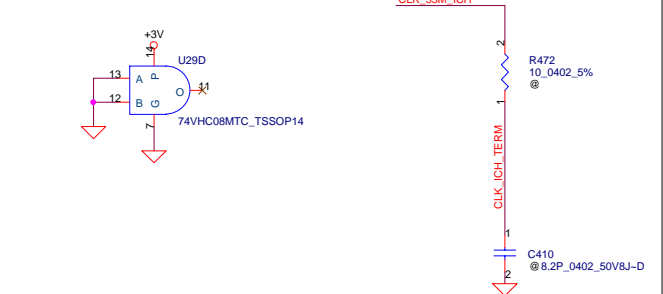 +3V
14
U29D
13
A
P
O
11
12
B
G
7
74VHC08MTC_TSSOP14
2
R472
10_0402_5%
@
1
CLK_ICH_TERM
1
C410
@8.2P_0402_50V8J~D
2